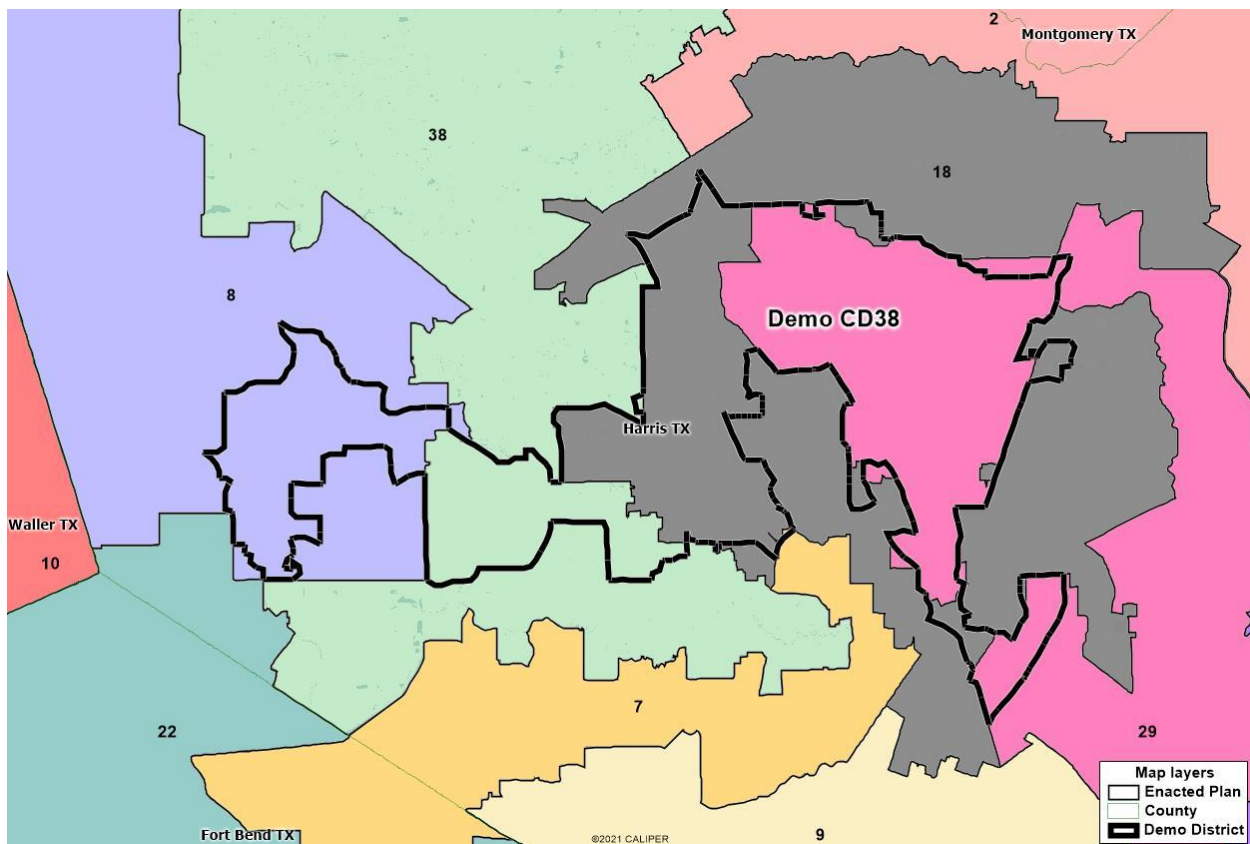 2
Montgomery TX
38
18
8
Demo CD38
Harris TX
Waller TX
10
22
7
29
Fort Bend TX
©2021 CALIPER
9
Map layers
Enacted Plan
County
Demo District